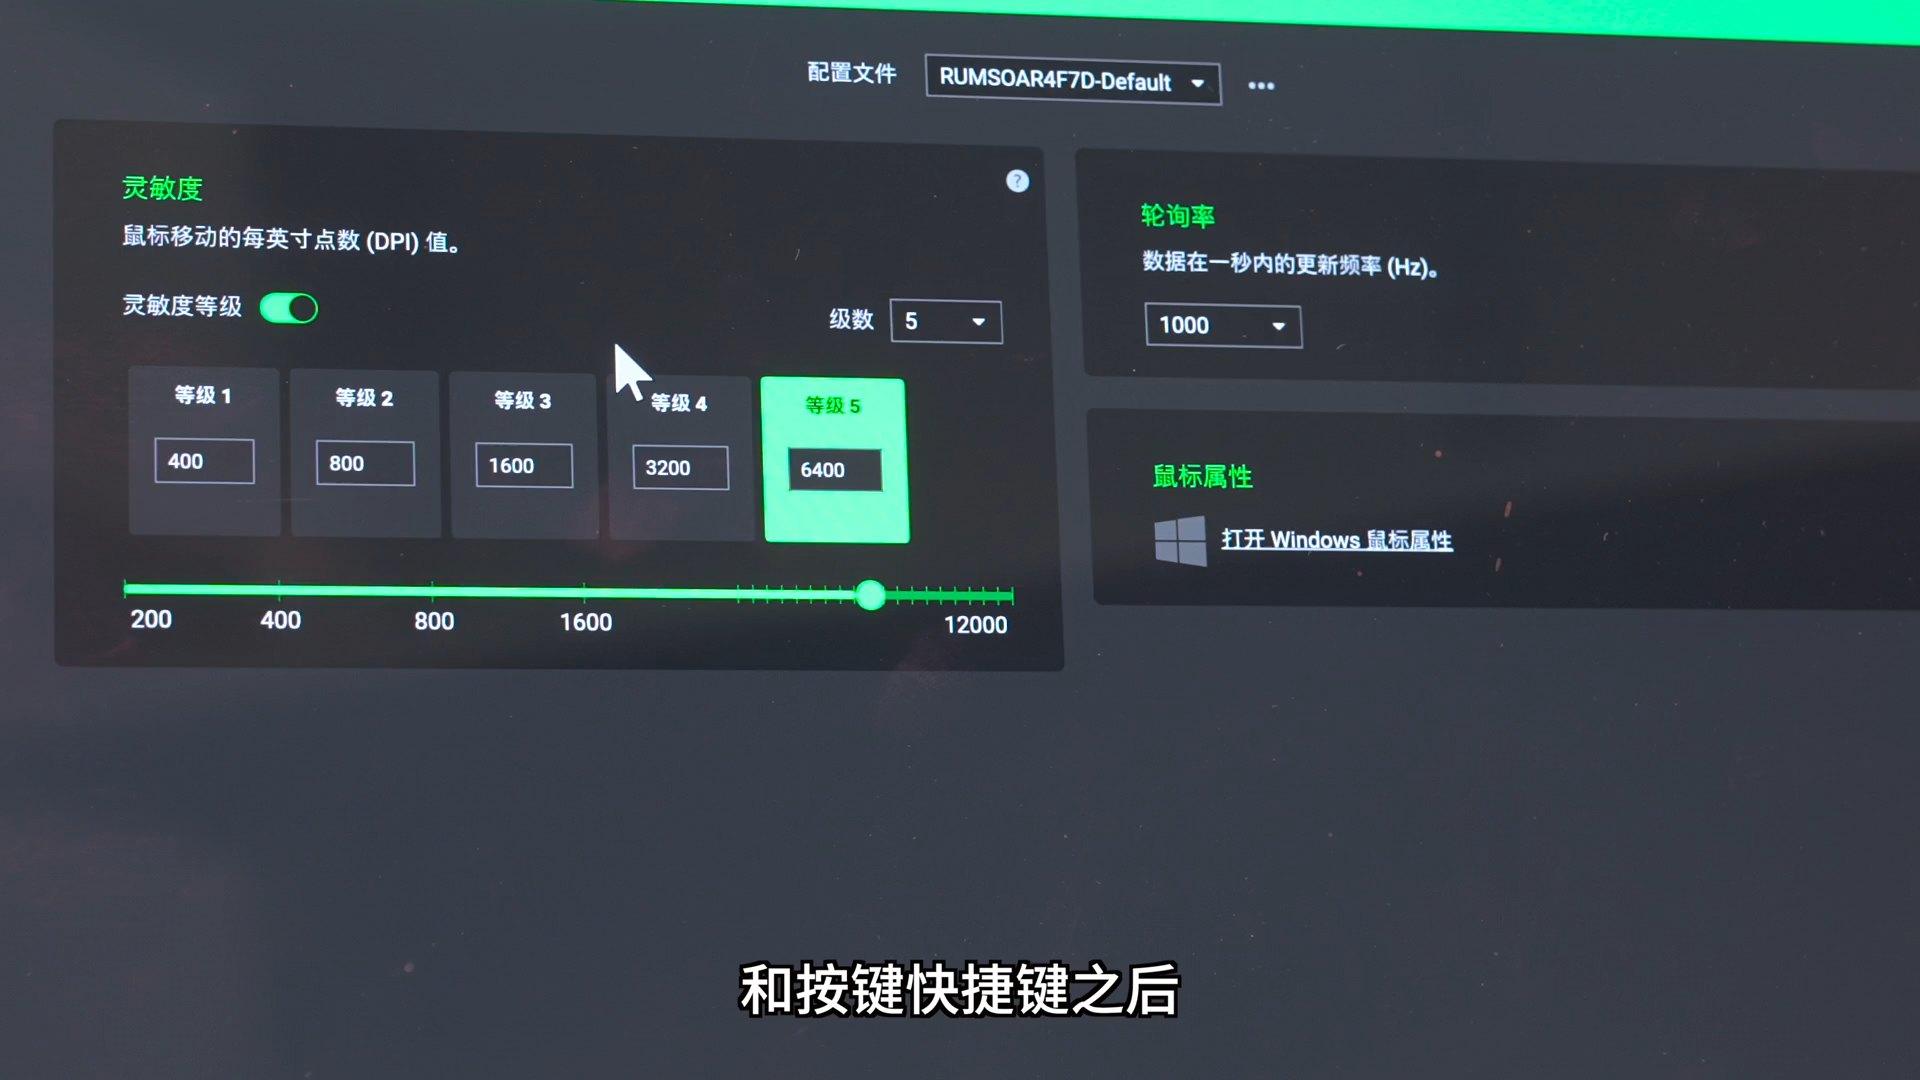 配置文件 RUMSOAR4F7D-Default
灵敏度
鼠标移动的每英寸点数 (DPI) 值。
灵敏度等级
级数 5
等级 1 等级 2 等级 3 等级 4 等级 5
400 800 1600 3200 6400
200 400 800 1600 12000
轮询率
数据在一秒内的更新频率 (Hz)。
1000
鼠标属性
打开 Windows 鼠标属性
和按键快捷键之后